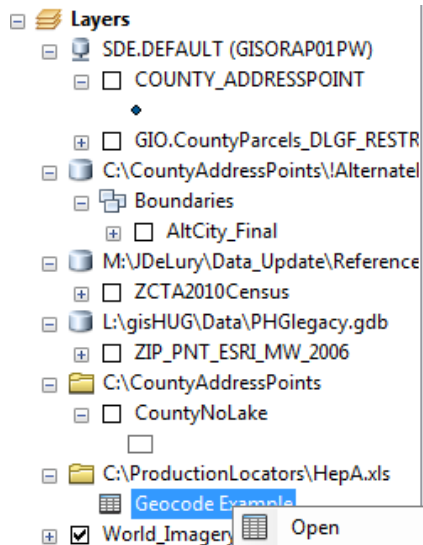 Layers
SDE.DEFAULT (GISORAP01PW)
COUNTY_ADDRESSPOINT
GIO.CountyParcels_DLGF_RESTR
C:\CountyAddressPoints\!Alternatel
Boundaries
AltCity_Final
M:\JDeLury\Data_Update\Reference
ZCTA2010Census
L:\gisHUG\Data\PHGlegacy.gdb
ZIP_PNT_ESRI_MW_2006
C:\CountyAddressPoints
CountyNoLake
C:\ProductionLocators\HepA.xls
Geocode Example
World_Imagery Open